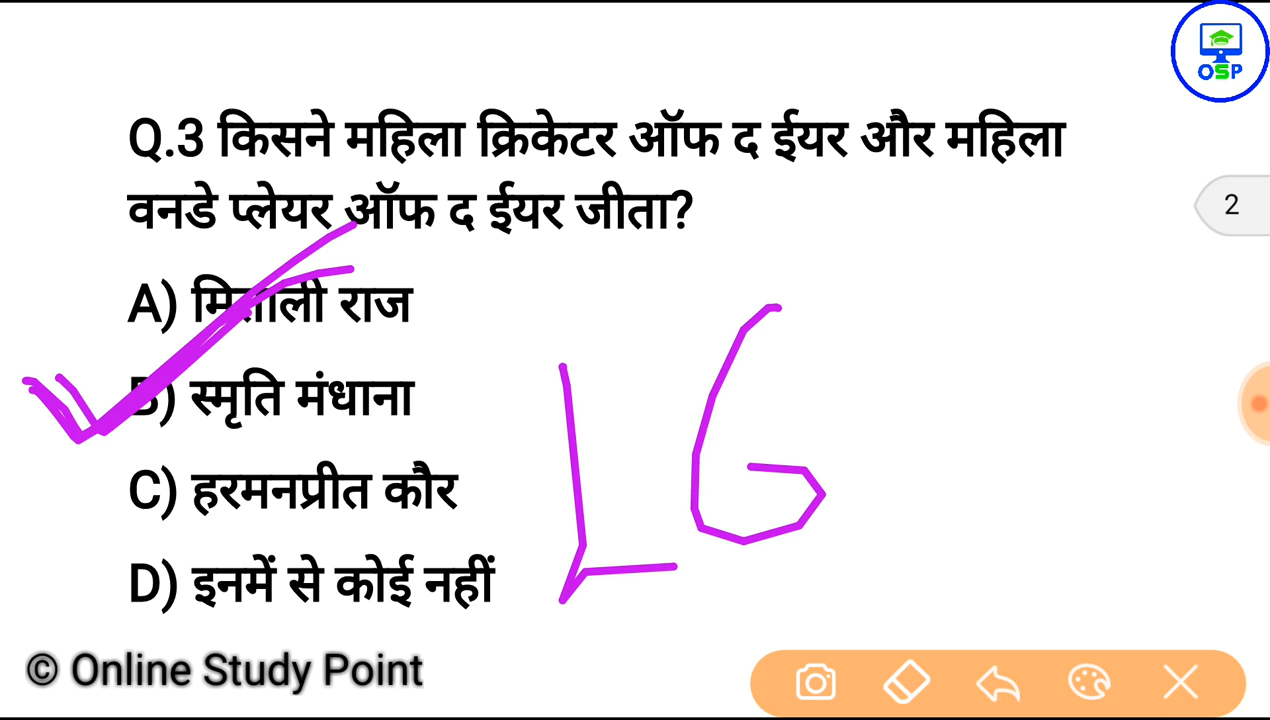 OSP
Q.3 किसने महिला क्रिकेटर ऑफ द ईयर और महिला
वनडे प्लेयर ऑफ द ईयर जीता?
2
A) मिताली राज
B) स्मृति मंधाना
C) हरमनप्रीत कौर
D) इनमें से कोई नहीं
LG
© Online Study Point